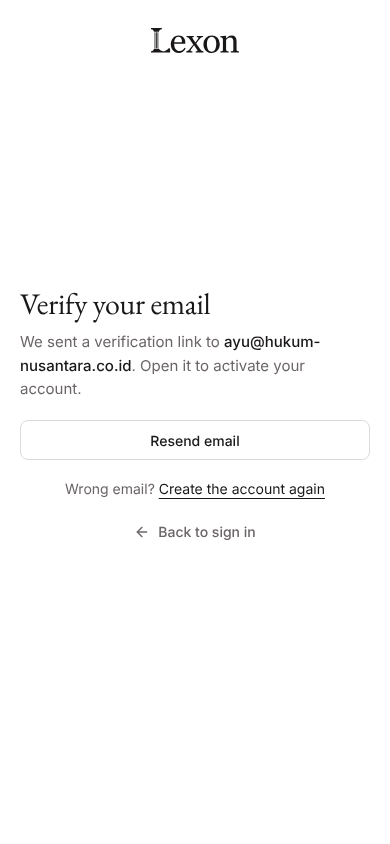 Lexon
Verify your email
We sent a verification link to ayu@hukum-
nusantara.co.id. Open it to activate your
account.
Resend email
Wrong email? Create the account again
← Back to sign in